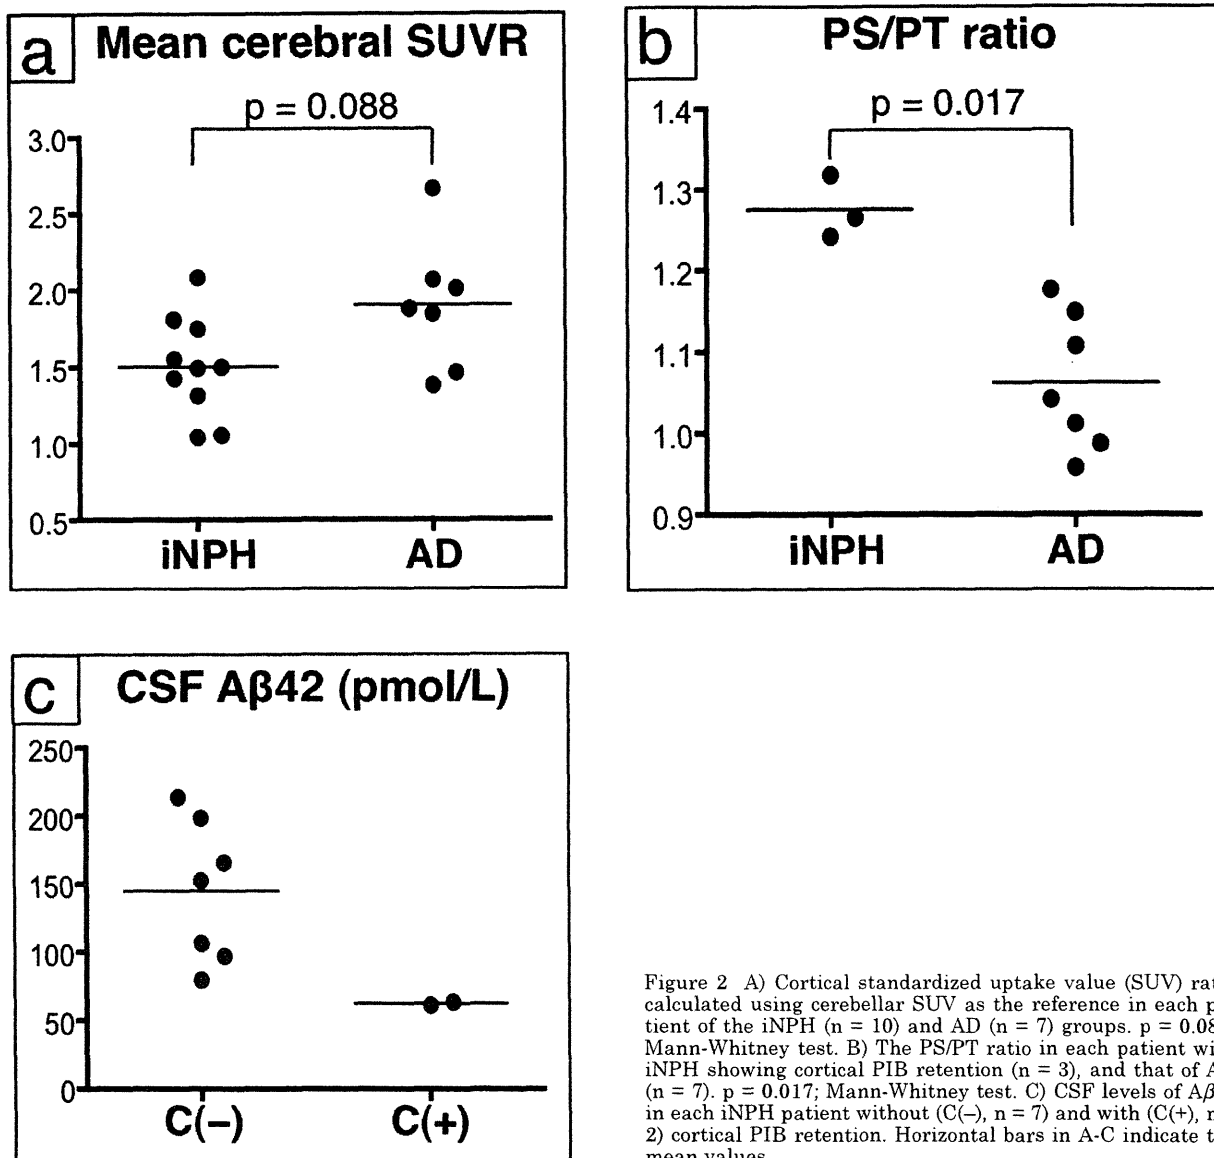 a Mean cerebral SUVR
p = 0.088
3.0
2.5
2.0
1.5
1.0
0.5
iNPH AD
b PS/PT ratio
p = 0.017
1.4
1.3
1.2
1.1
1.0
0.9
iNPH AD
c CSF Aβ42 (pmol/L)
250
200
150
100
50
0
C(–) C(+)
Figure 2 A) Cortical standardized uptake value (SUV)
calculated using cerebellar SUV as the reference in each
tient of the iNPH (n = 10) and AD (n = 7) groups. p =
Mann-Whitney test. B) The PS/PT ratio in each patient
iNPH showing cortical PIB retention (n = 3), and that of
(n = 7). p = 0.017; Mann-Whitney test. C) CSF levels of
in each iNPH patient without (C(–), n = 7) and with (C(+),
2) cortical PIB retention. Horizontal bars in A-C indicate
mean values